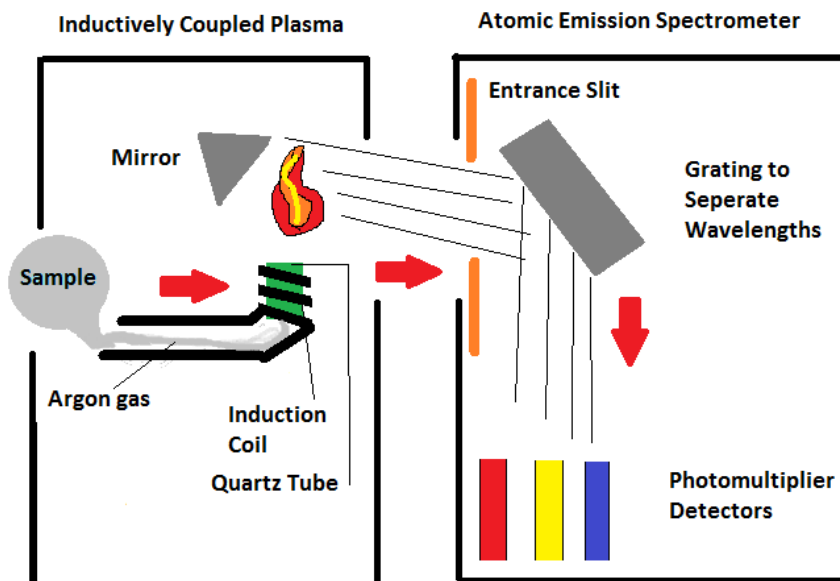 Inductively Coupled Plasma
Atomic Emission Spectrometer
Entrance Slit
Mirror
Grating to
Seperate
Wavelengths
Sample
Argon gas
Induction
Coil
Quartz Tube
Photomultiplier
Detectors